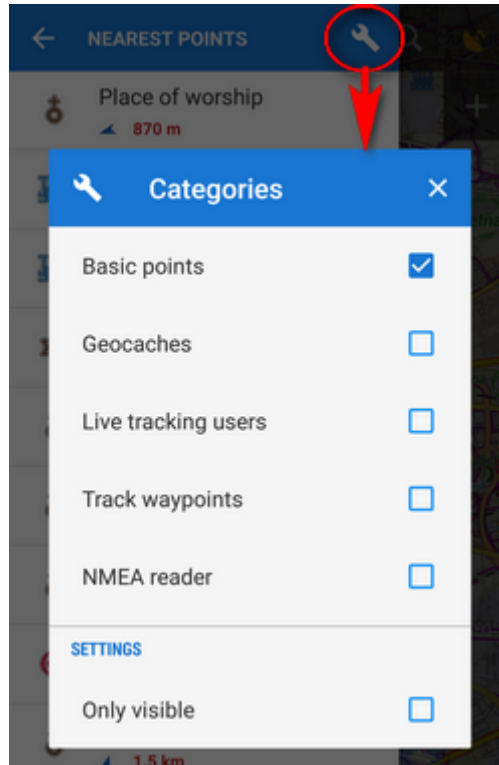 NEAREST POINTS
Place of worship
870 m
Categories
Basic points
Geocaches
Live tracking users
Track waypoints
NMEA reader
SETTINGS
Only visible
1.5 km